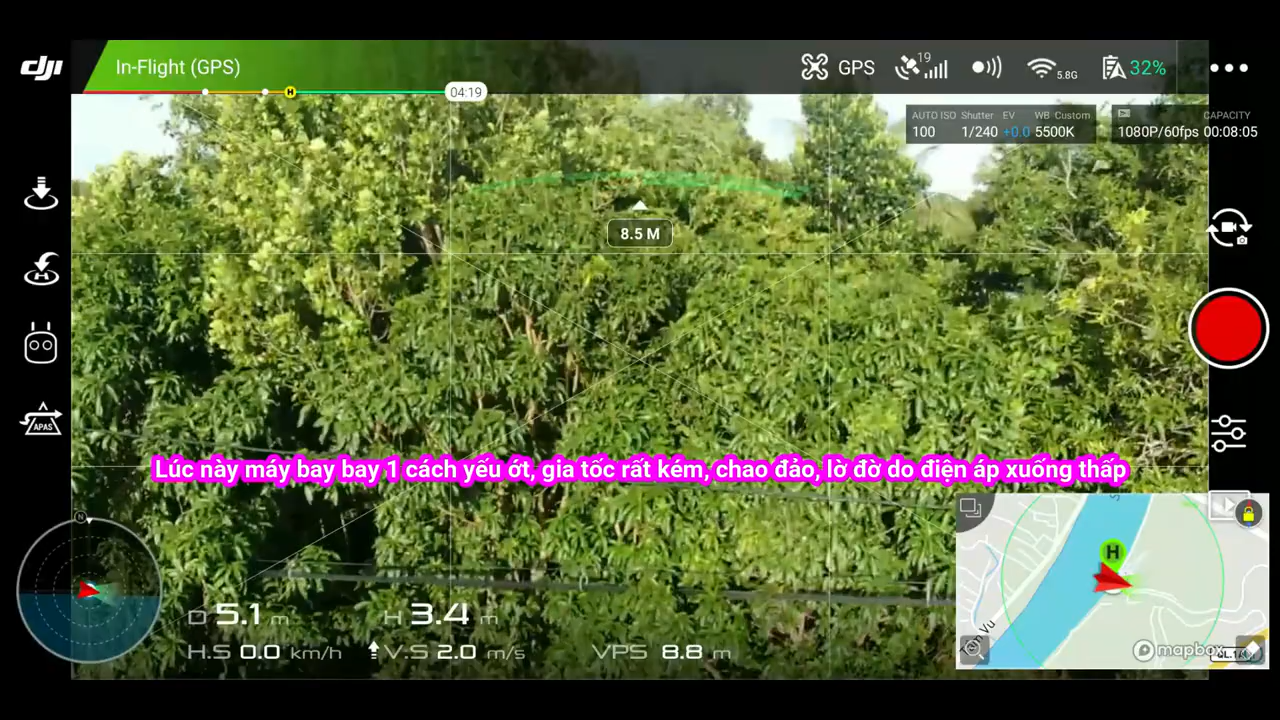 dji
In-Flight (GPS)
GPS
19
5.8G
32%
H
04:19
AUTO ISO Shutter EV WB Custom
100 1/240 +0.0 5500K
CAPACITY
1080P/60fps 00:08:05
8.5 M
H
APAS
Lúc này máy bay bay 1 cách yếu ớt, gia tốc rất kém, chao đảo, lờ đờ do điện áp xuống thấp
N
H
D 5.1 m H 3.4 m
H.S 0.0 km/h V.S 2.0 m/s VPS 8.8 m
mapbox